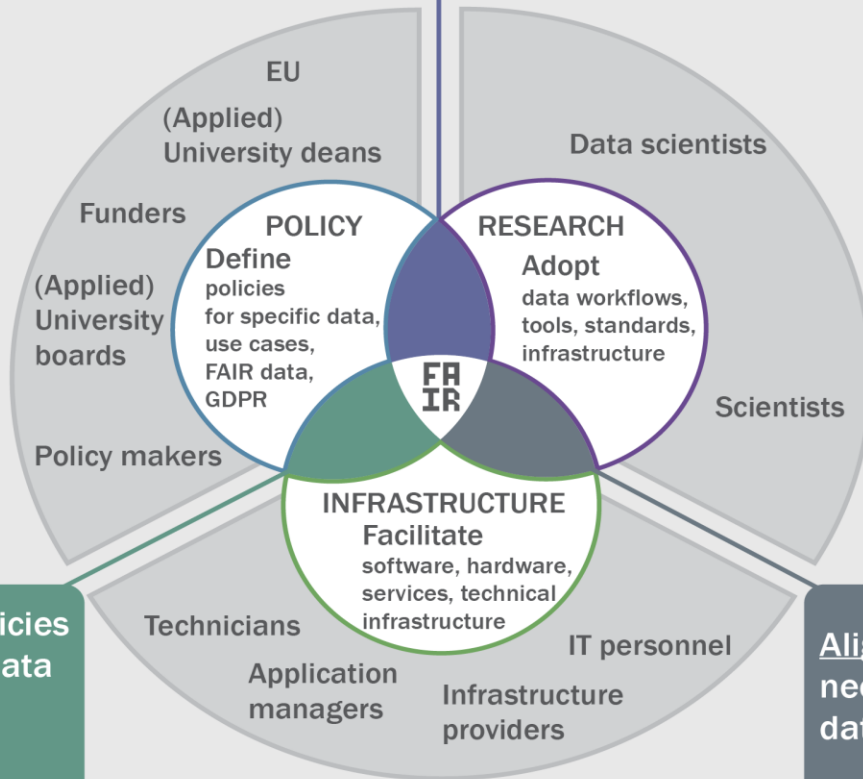 EU
(Applied)
University deans
Funders
(Applied)
University
boards
Policy makers
POLICY
Define
policies
for specific data,
use cases,
FAIR data,
GDPR
RESEARCH
Adopt
data workflows,
tools, standards,
infrastructure
Data scientists
Scientists
FA
IR
INFRASTRUCTURE
Facilitate
software, hardware,
services, technical
infrastructure
Technicians
Application
managers
Infrastructure
providers
IT personnel